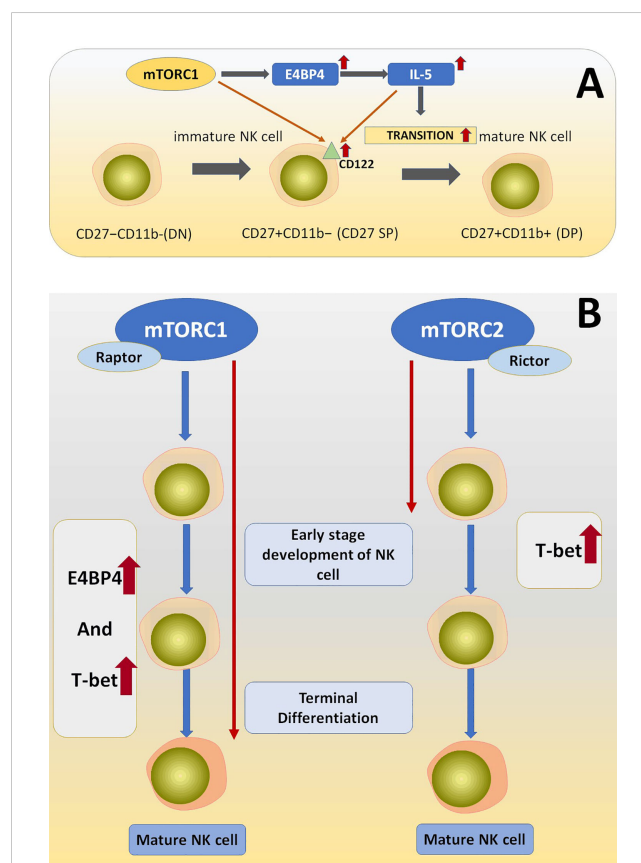 mTORC1
E4BP4
IL-5
A
immature NK cell
TRANSITION
mature NK cell
CD122
CD27−CD11b-(DN)
CD27+CD11b− (CD27 SP)
CD27+CD11b+ (DP)
B
mTORC1
mTORC2
Raptor
Rictor
Early stage
development of NK
cell
T-bet
E4BP4
And
T-bet
Terminal
Differentiation
Mature NK cell
Mature NK cell